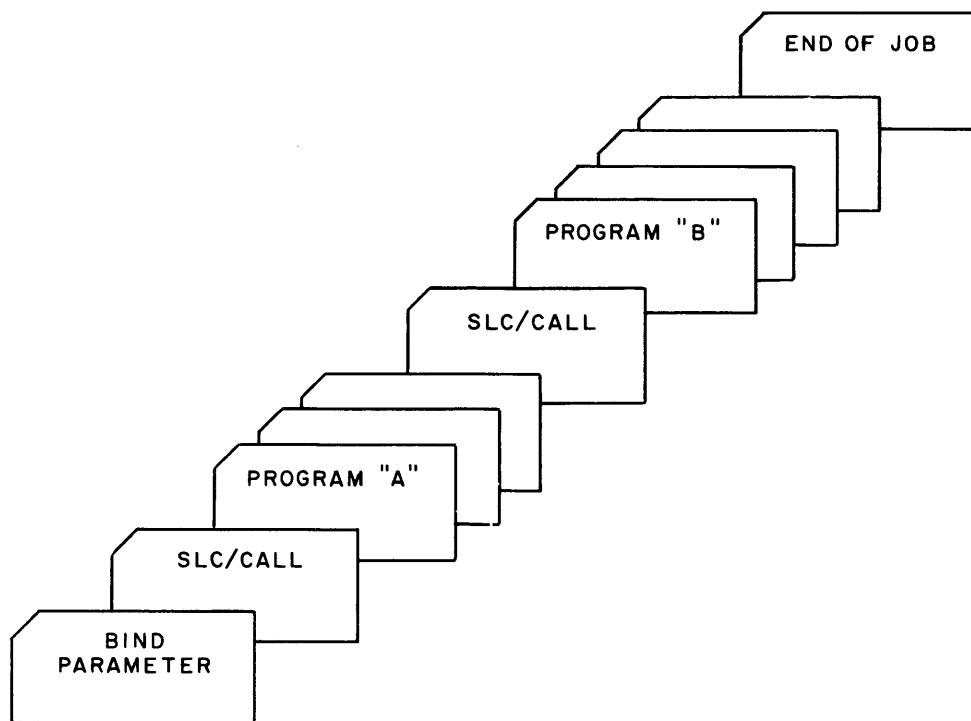 END OF JOB
PROGRAM "B"
SLC/CALL
PROGRAM "A"
SLC/CALL
BIND
PARAMETER